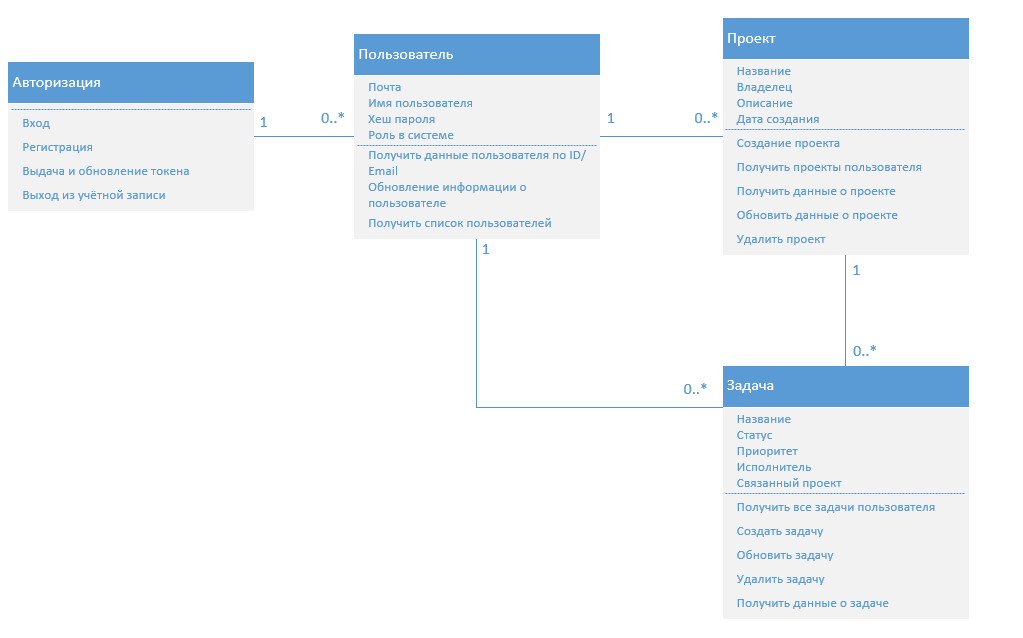 Авторизация
Вход
Регистрация
Выдача и обновление токена
Выход из учётной записи
1
0..*
Пользователь
Почта
Имя пользователя
Хеш пароля
Роль в системе
Получить данные пользователя по ID/
Email
Обновление информации о
пользователе
Получить список пользователей
1
0..*
Проект
Название
Владелец
Описание
Дата создания
Создание проекта
Получить проекты пользователя
Получить данные о проекте
Обновить данные о проекте
Удалить проект
1
0..*
1
0..*
Задача
Название
Статус
Приоритет
Исполнитель
Связанный проект
Получить все задачи пользователя
Создать задачу
Обновить задачу
Удалить задачу
Получить данные о задаче